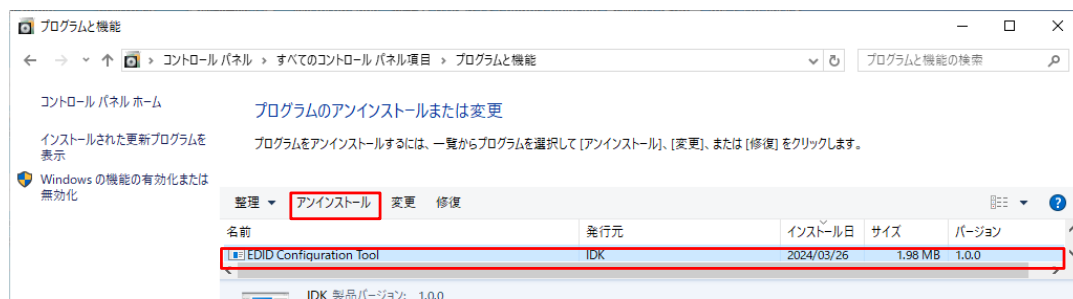 プログラムと機能
コントロール パネル › すべてのコントロール パネル項目 › プログラムと機能
プログラムと機能の検索
コントロール パネル ホーム
インストールされた更新プログラムを
表示
Windows の機能の有効化または
無効化
プログラムのアンインストールまたは変更
プログラムをアンインストールするには、一覧からプログラムを選択して [アンインストール]、[変更]、または [修復] をクリックします。
整理 アンインストール 変更 修復
名前 発行元 インストール日 サイズ バージョン
EDID Configuration Tool IDK 2024/03/26 1.98 MB 1.0.0
IDK 製品バージョン: 1.0.0